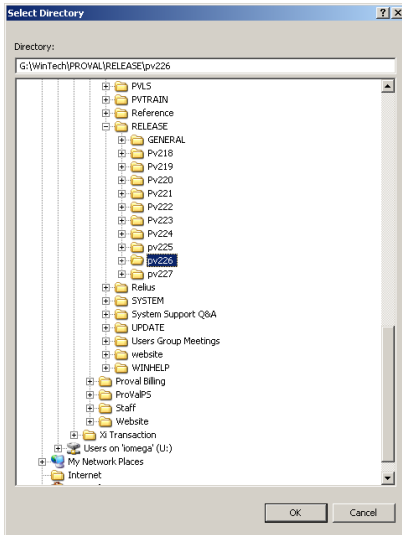 Select Directory
Directory:
G:\WinTech\PROVAL\RELEASE\pv226
PVLS
PVTRAIN
Reference
RELEASE
GENERAL
Pv218
Pv219
Pv220
Pv221
Pv222
Pv223
Pv224
pv225
pv226
pv227
Relius
SYSTEM
System Support Q&A
UPDATE
Users Group Meetings
website
WINHELP
Proval Billing
ProValPS
Staff
Website
Xi Transaction
Users on 'iomega' (U:)
My Network Places
Internet
OK Cancel